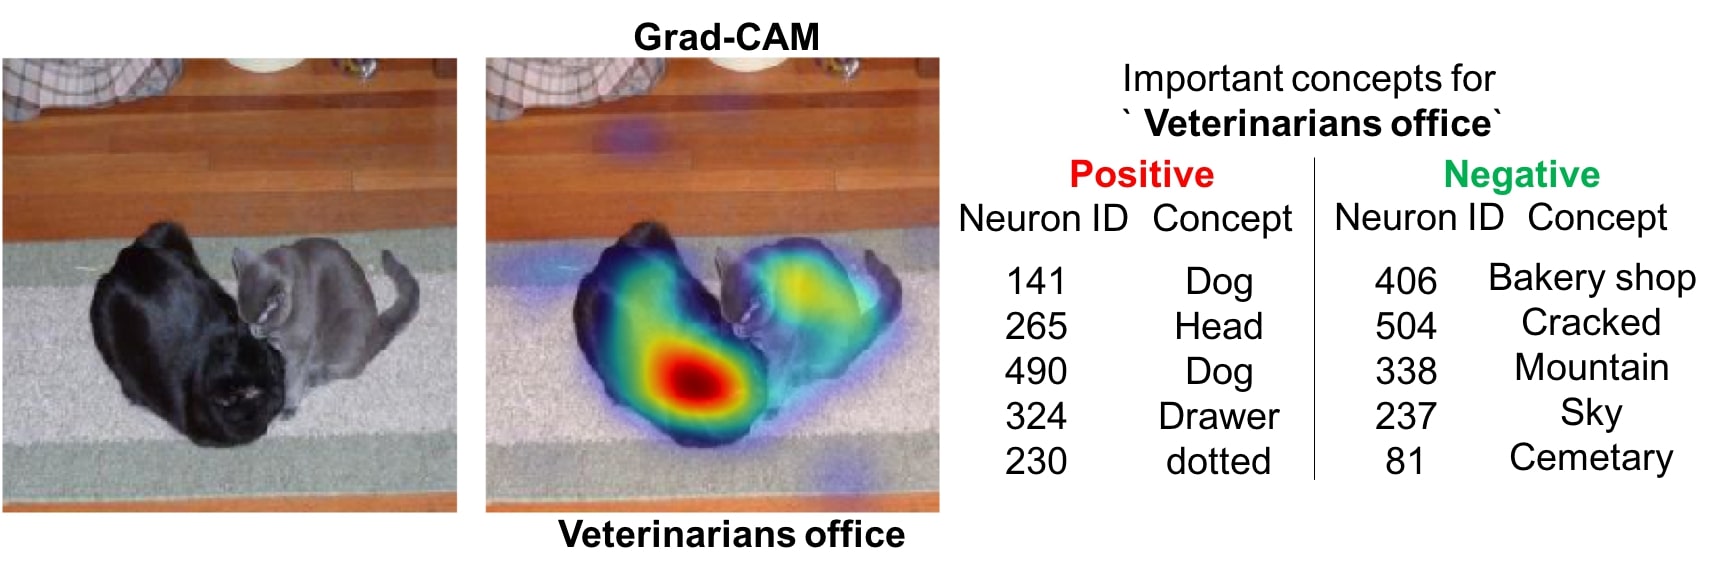 Grad-CAM
Veterinarians office
Important concepts for
` Veterinarians office`
Positive
Neuron ID Concept
141 Dog
265 Head
490 Dog
324 Drawer
230 dotted
Negative
Neuron ID Concept
406 Bakery shop
504 Cracked
338 Mountain
237 Sky
81 Cemetary